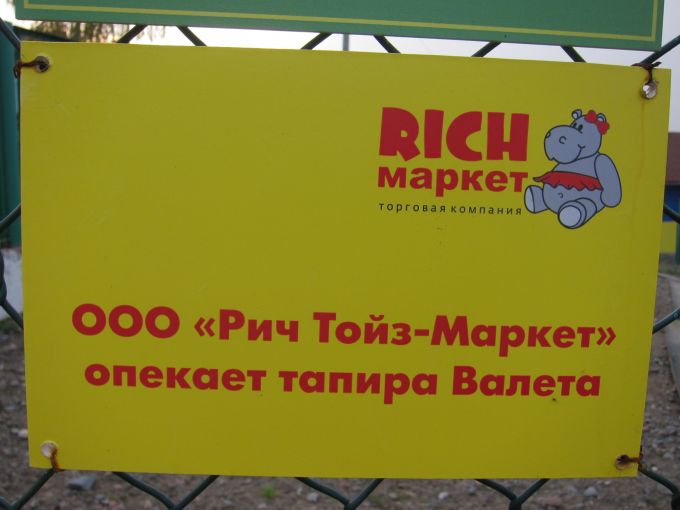 RICH
маркет
торговая компания
ООО «Рич Тойз-Маркет»
опекает тапира Валета